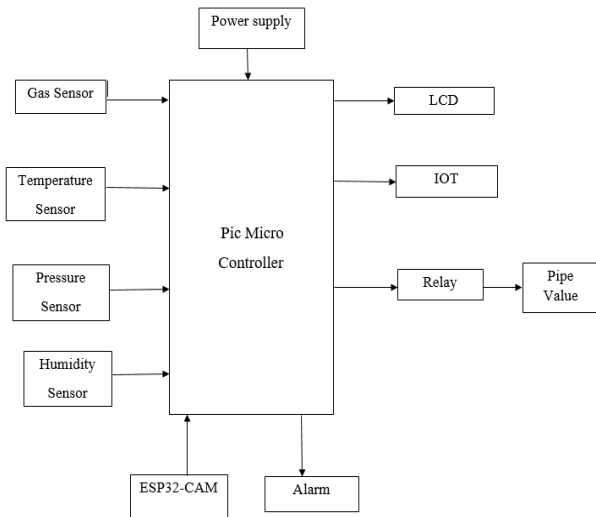 Power supply
Gas Sensor
LCD
Temperature
Sensor
IOT
Pic Micro
Controller
Pressure
Sensor
Relay
Pipe
Value
Humidity
Sensor
ESP32-CAM
Alarm